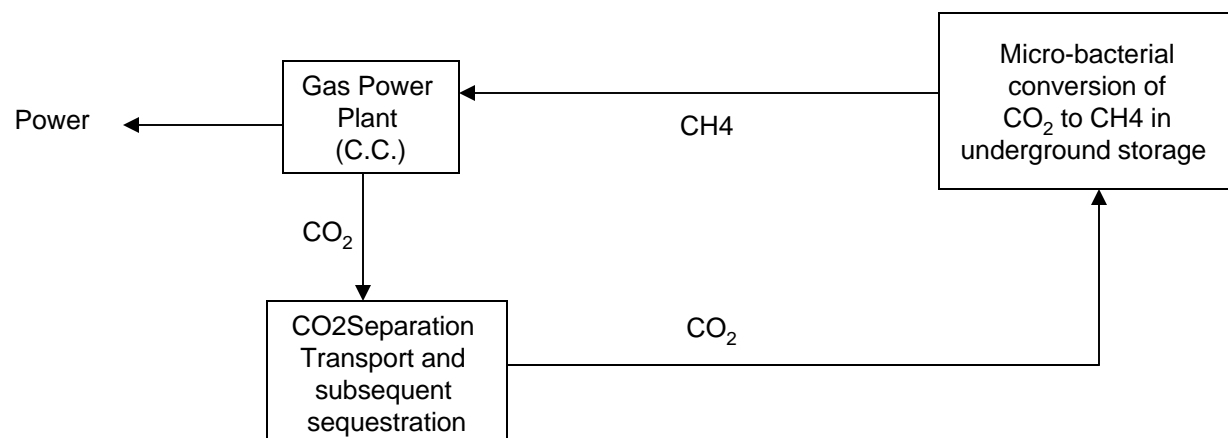 Micro-bacterial
conversion of
CO₂ to CH4 in
underground storage
Gas Power
Plant
(C.C.)
Power
CH4
CO₂
CO2Separation
Transport and
subsequent
sequestration
CO₂